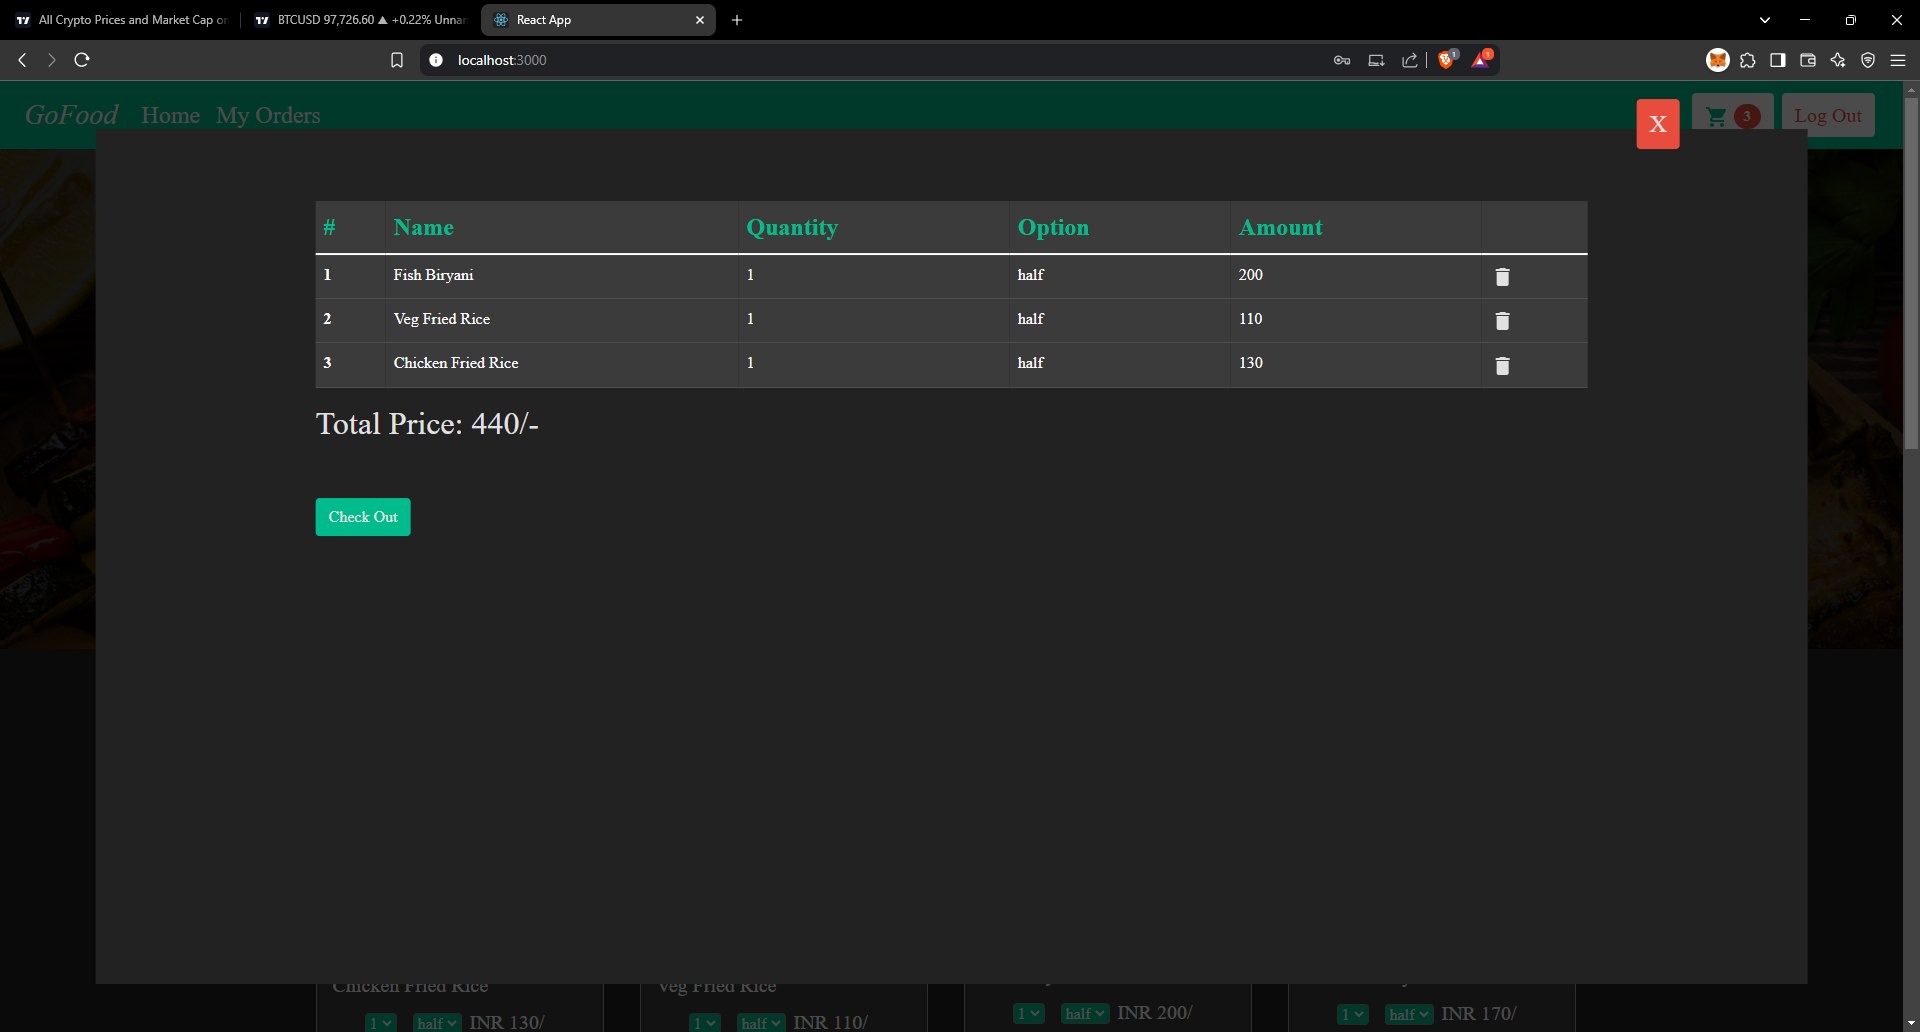 All Crypto Prices and Market Cap on
BTCUSD 97,726.60 ▲ +0.22% Unnar
React App
localhost:3000
1
1
GoFood Home My Orders
X
3
Log Out
# Name Quantity Option Amount
1 Fish Biryani 1 half 200
2 Veg Fried Rice 1 half 110
3 Chicken Fried Rice 1 half 130
Total Price: 440/-
Check Out
Chicken Fried Rice
Veg Fried Rice
1 half INR 130/
1 half INR 110/
1 half INR 200/
1 half INR 170/